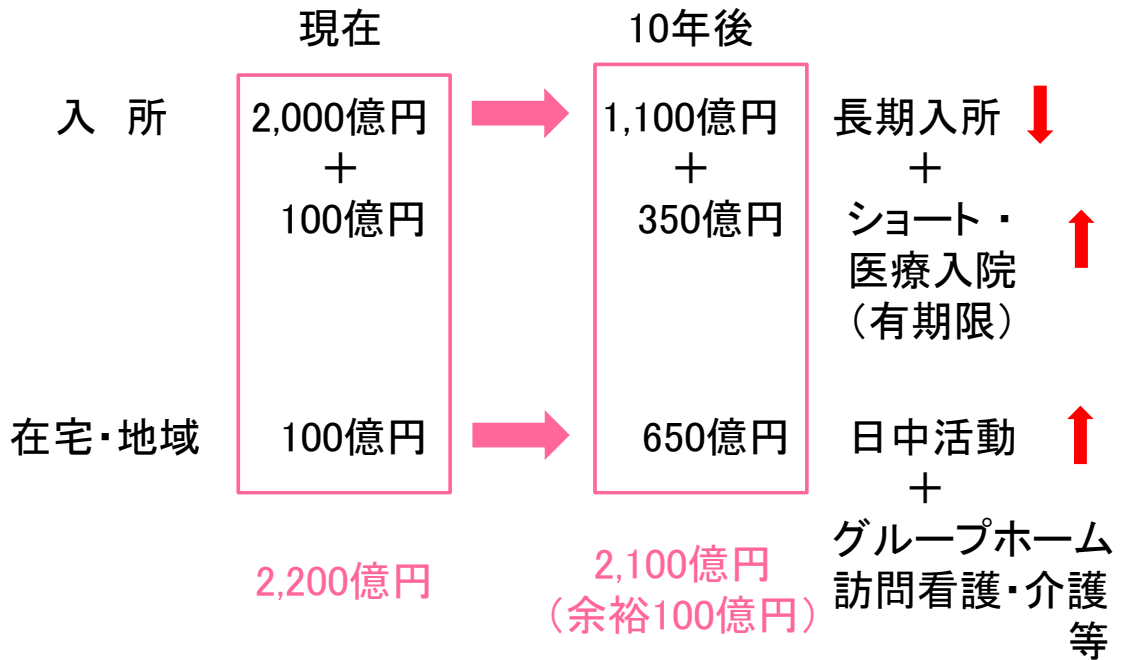 現在 10年後
入 所 2,000億円 1,100億円 長期入所
＋ ＋ ＋
100億円 350億円 ショート・
医療入院
（有期限）
在宅・地域 100億円 650億円 日中活動
＋
グループホーム
2,200億円 2,100億円 訪問看護・介護
（余裕100億円） 等